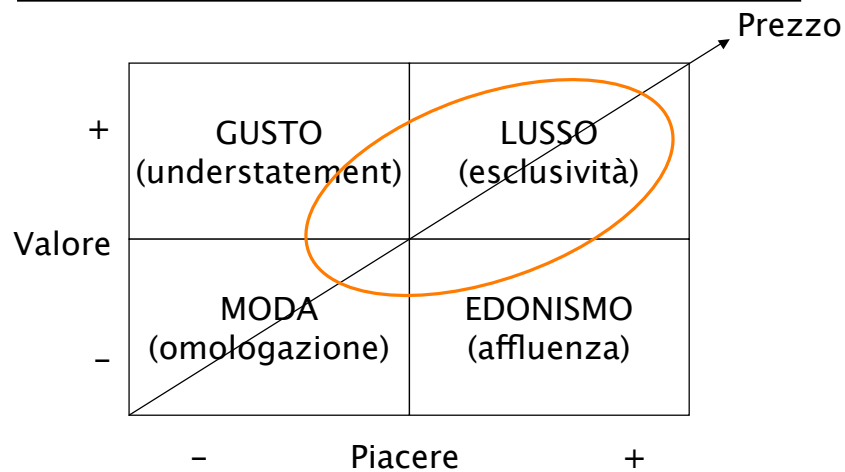 Prezzo
+
GUSTO
(understatement)
LUSSO
(esclusività)
Valore
MODA
(omologazione)
EDONISMO
(affluenza)
–
–
Piacere
+